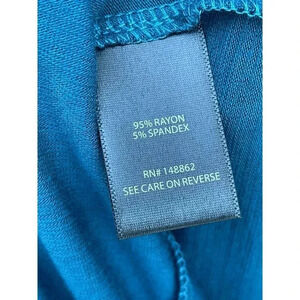 95% RAYON
5% SPANDEX
RN# 148862
SEE CARE ON REVERSE